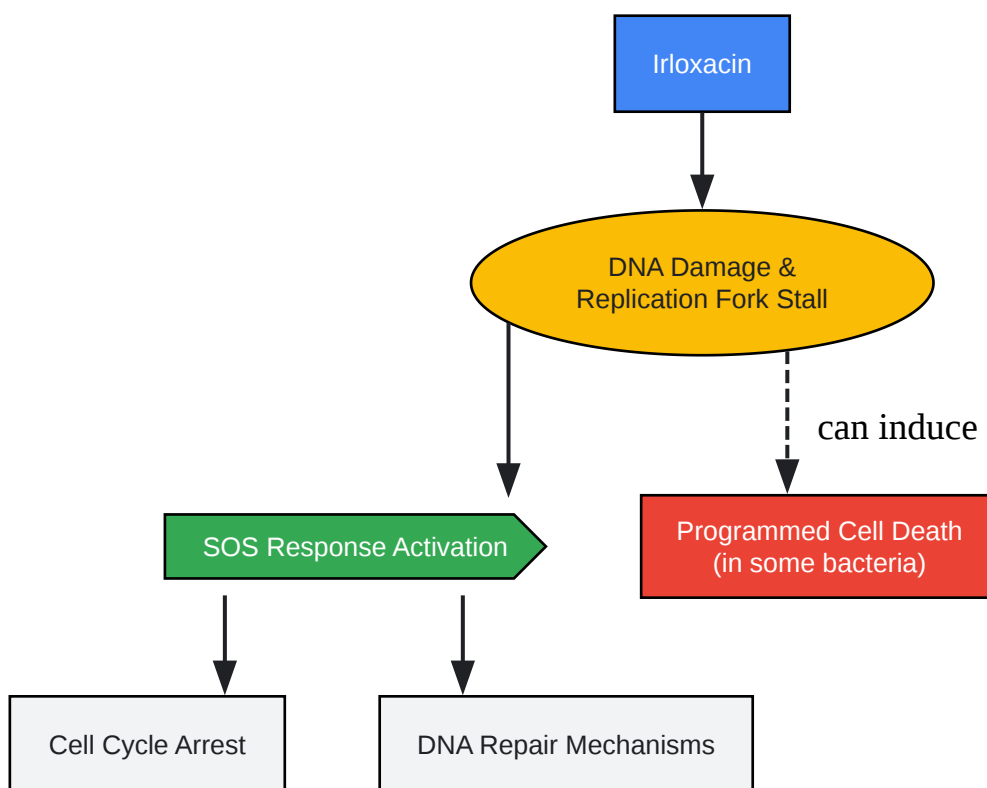 Irloxacin
DNA Damage &
Replication Fork Stall
can induce
SOS Response Activation
Programmed Cell Death
(in some bacteria)
Cell Cycle Arrest
DNA Repair Mechanisms